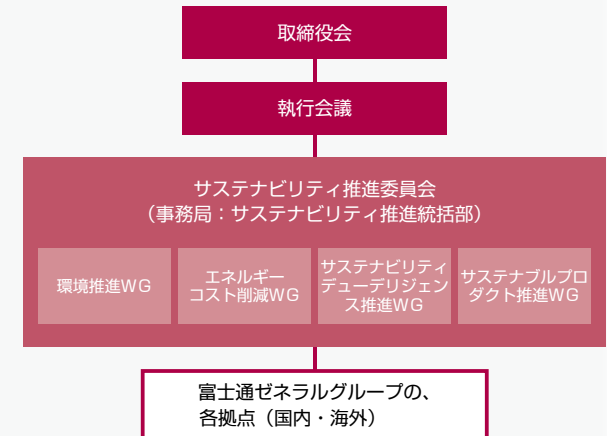 取締役会
執行会議
サステナビリティ推進委員会
（事務局：サステナビリティ推進統括部）
環境推進WG
エネルギー
コスト削減WG
サステナビリティ
デューデリジェン
ス推進WG
サステナブルプロ
ダクト推進WG
富士通ゼネラルグループの、
各拠点（国内・海外）